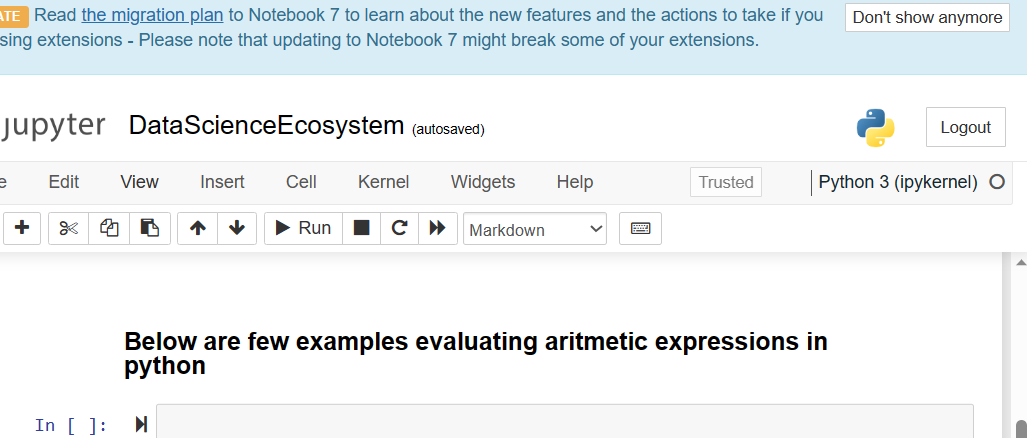 ATE Read the migration plan to Notebook 7 to learn about the new features and the actions to take if you Don't show anymore
sing extensions - Please note that updating to Notebook 7 might break some of your extensions.
jupyter DataScienceEcosystem (autosaved) Logout
e Edit View Insert Cell Kernel Widgets Help Trusted Python 3 (ipykernel)
Run Markdown
Below are few examples evaluating aritmetic expressions in
python
In [ ]: